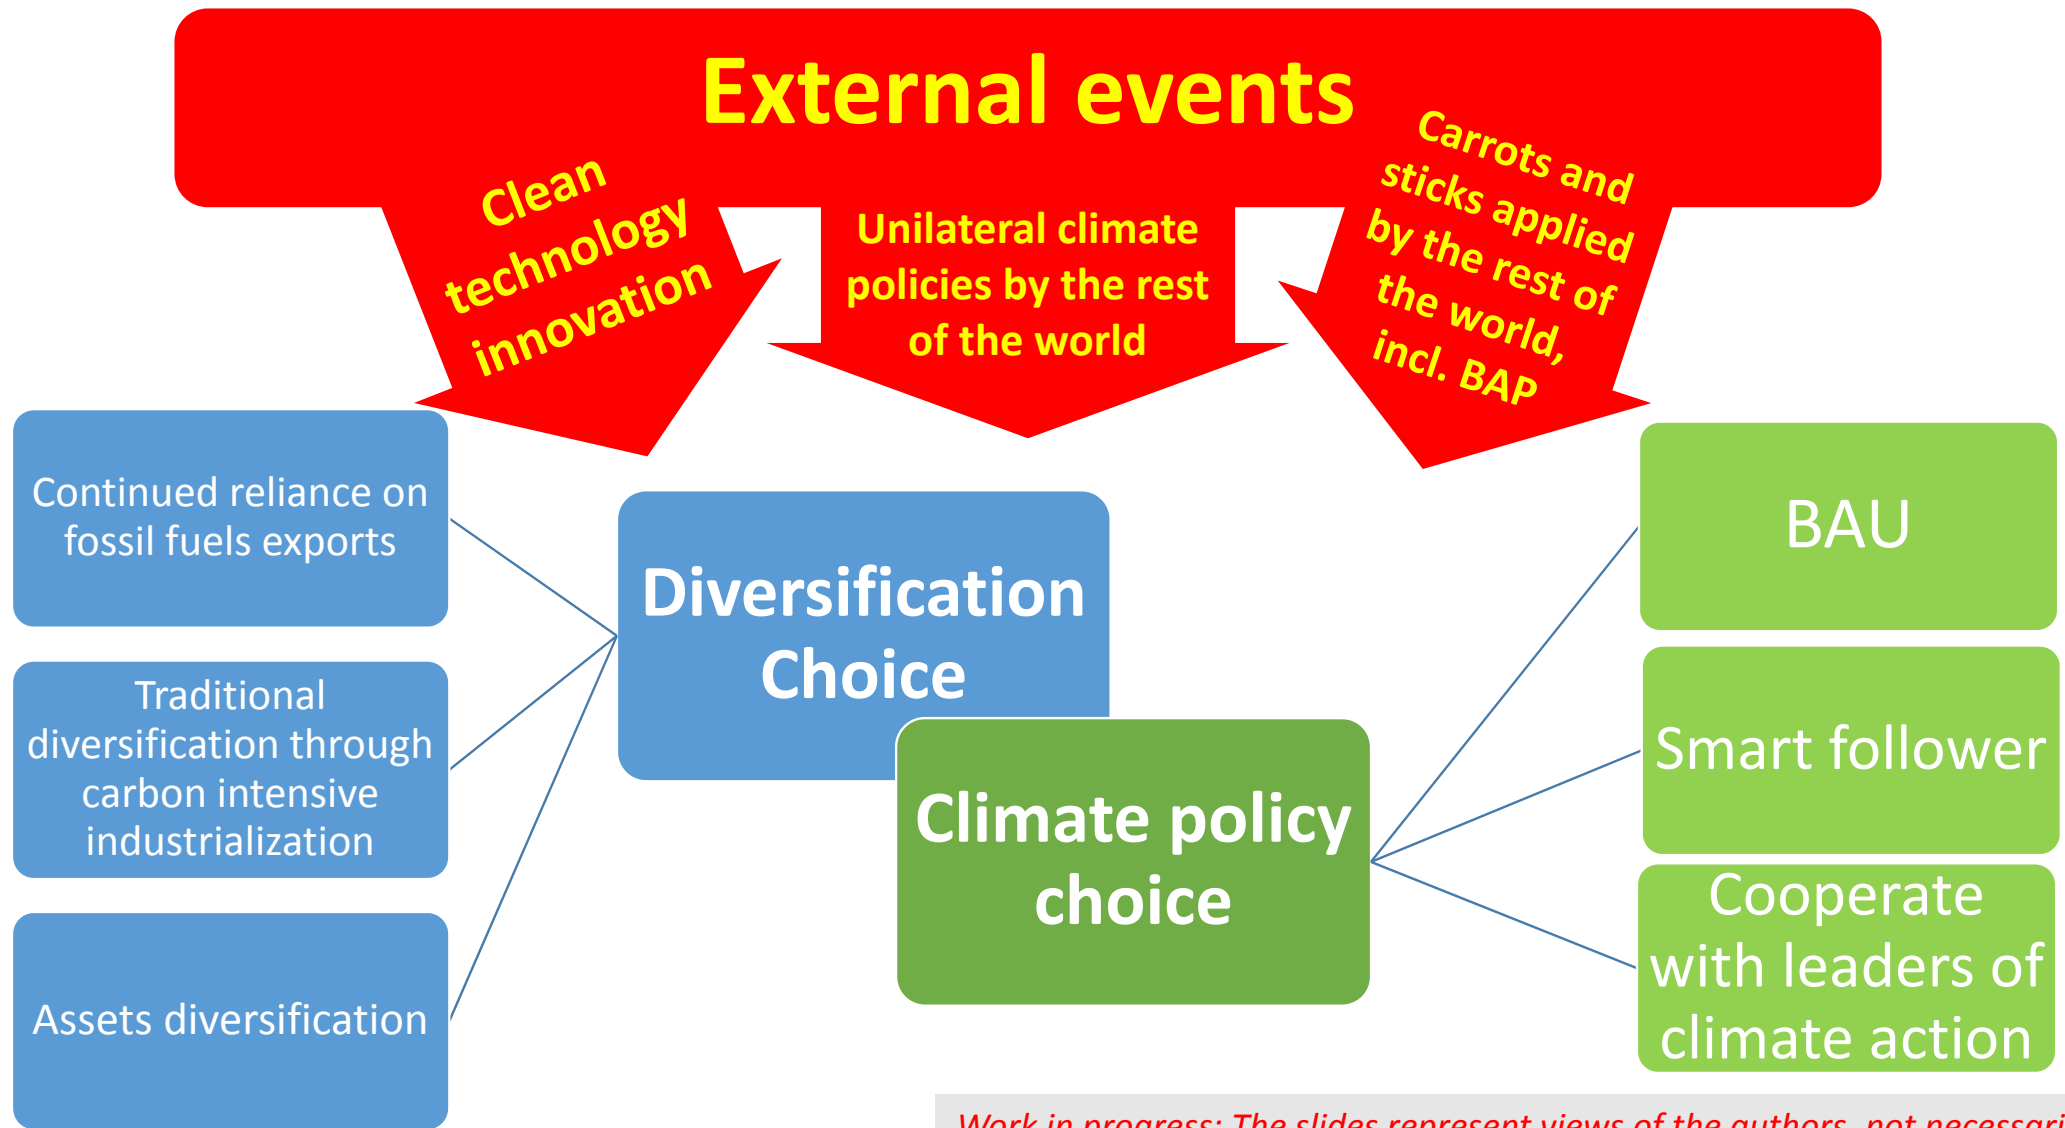 External events
Clean
technology
innovation
Unilateral climate
policies by the rest
of the world
Carrots and
sticks applied
by the rest of
the world,
incl. BAP
Continued reliance on
fossil fuels exports
Traditional
diversification through
carbon intensive
industrialization
Assets diversification
Diversification
Choice
Climate policy
choice
BAU
Smart follower
Cooperate
with leaders of
climate action
Work in progress: The slides represent views of the authors, not